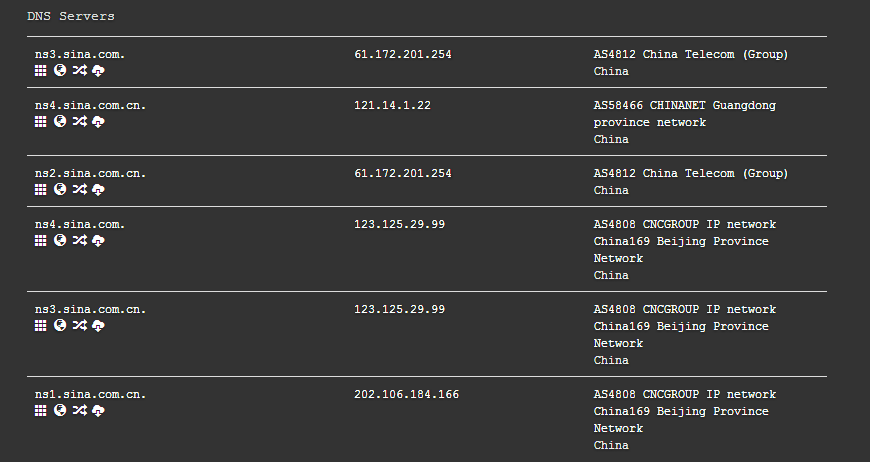 DNS Servers
ns3.sina.com. 61.172.201.254 AS4812 China Telecom (Group)
China
ns4.sina.com.cn. 121.14.1.22 AS58466 CHINANET Guangdong
province network
China
ns2.sina.com.cn. 61.172.201.254 AS4812 China Telecom (Group)
China
ns4.sina.com. 123.125.29.99 AS4808 CNCGROUP IP network
China169 Beijing Province
Network
China
ns3.sina.com.cn. 123.125.29.99 AS4808 CNCGROUP IP network
China169 Beijing Province
Network
China
ns1.sina.com.cn. 202.106.184.166 AS4808 CNCGROUP IP network
China169 Beijing Province
Network
China